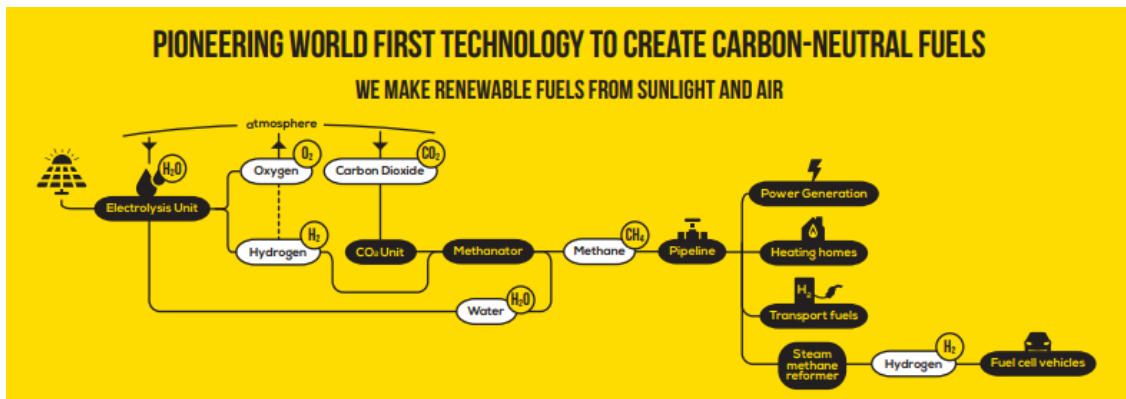 PIONEERING WORLD FIRST TECHNOLOGY TO CREATE CARBON-NEUTRAL FUELS
WE MAKE RENEWABLE FUELS FROM SUNLIGHT AND AIR
atmosphere
H₂O
Electrolysis Unit
O₂
Oxygen
CO₂
Carbon Dioxide
H₂
Hydrogen
CO₂ Unit
Methanator
CH₄
Methane
Pipeline
H₂O
Water
Power Generation
Heating homes
H₂
Transport fuels
Steam
methane
reformer
H₂
Hydrogen
Fuel cell vehicles